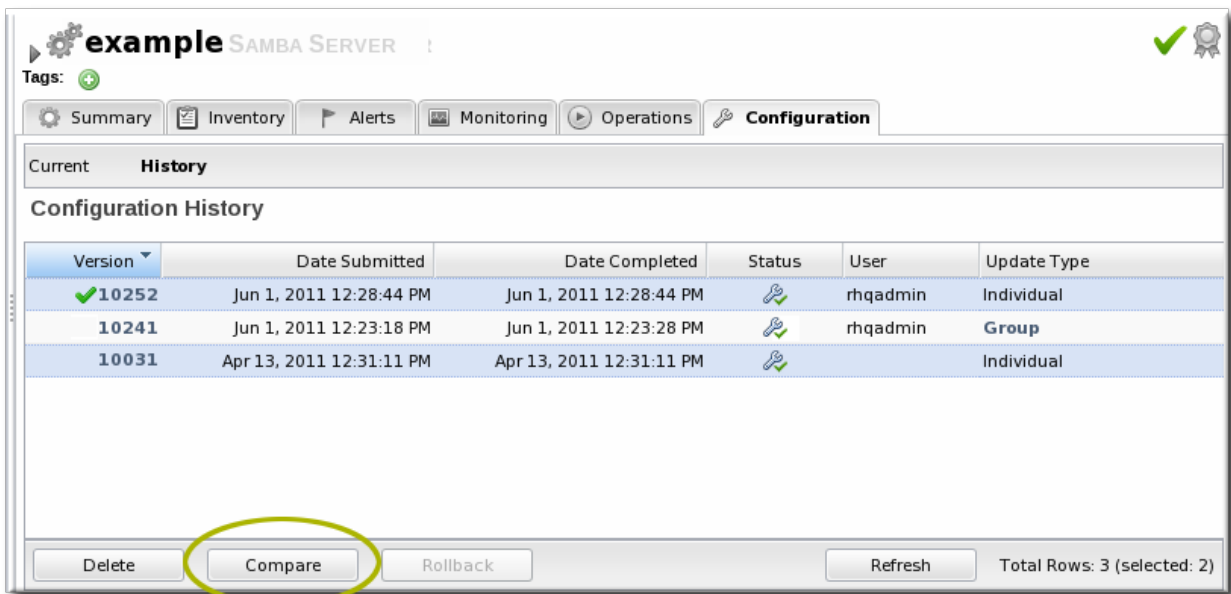 example SAMBA SERVER
Tags:
Summary Inventory Alerts Monitoring Operations Configuration
Current History
Configuration History
Version Date Submitted Date Completed Status User Update Type
10252 Jun 1, 2011 12:28:44 PM Jun 1, 2011 12:28:44 PM rhqadmin Individual
10241 Jun 1, 2011 12:23:18 PM Jun 1, 2011 12:23:28 PM rhqadmin Group
10031 Apr 13, 2011 12:31:11 PM Apr 13, 2011 12:31:11 PM Individual
Delete Compare Rollback Refresh Total Rows: 3 (selected: 2)